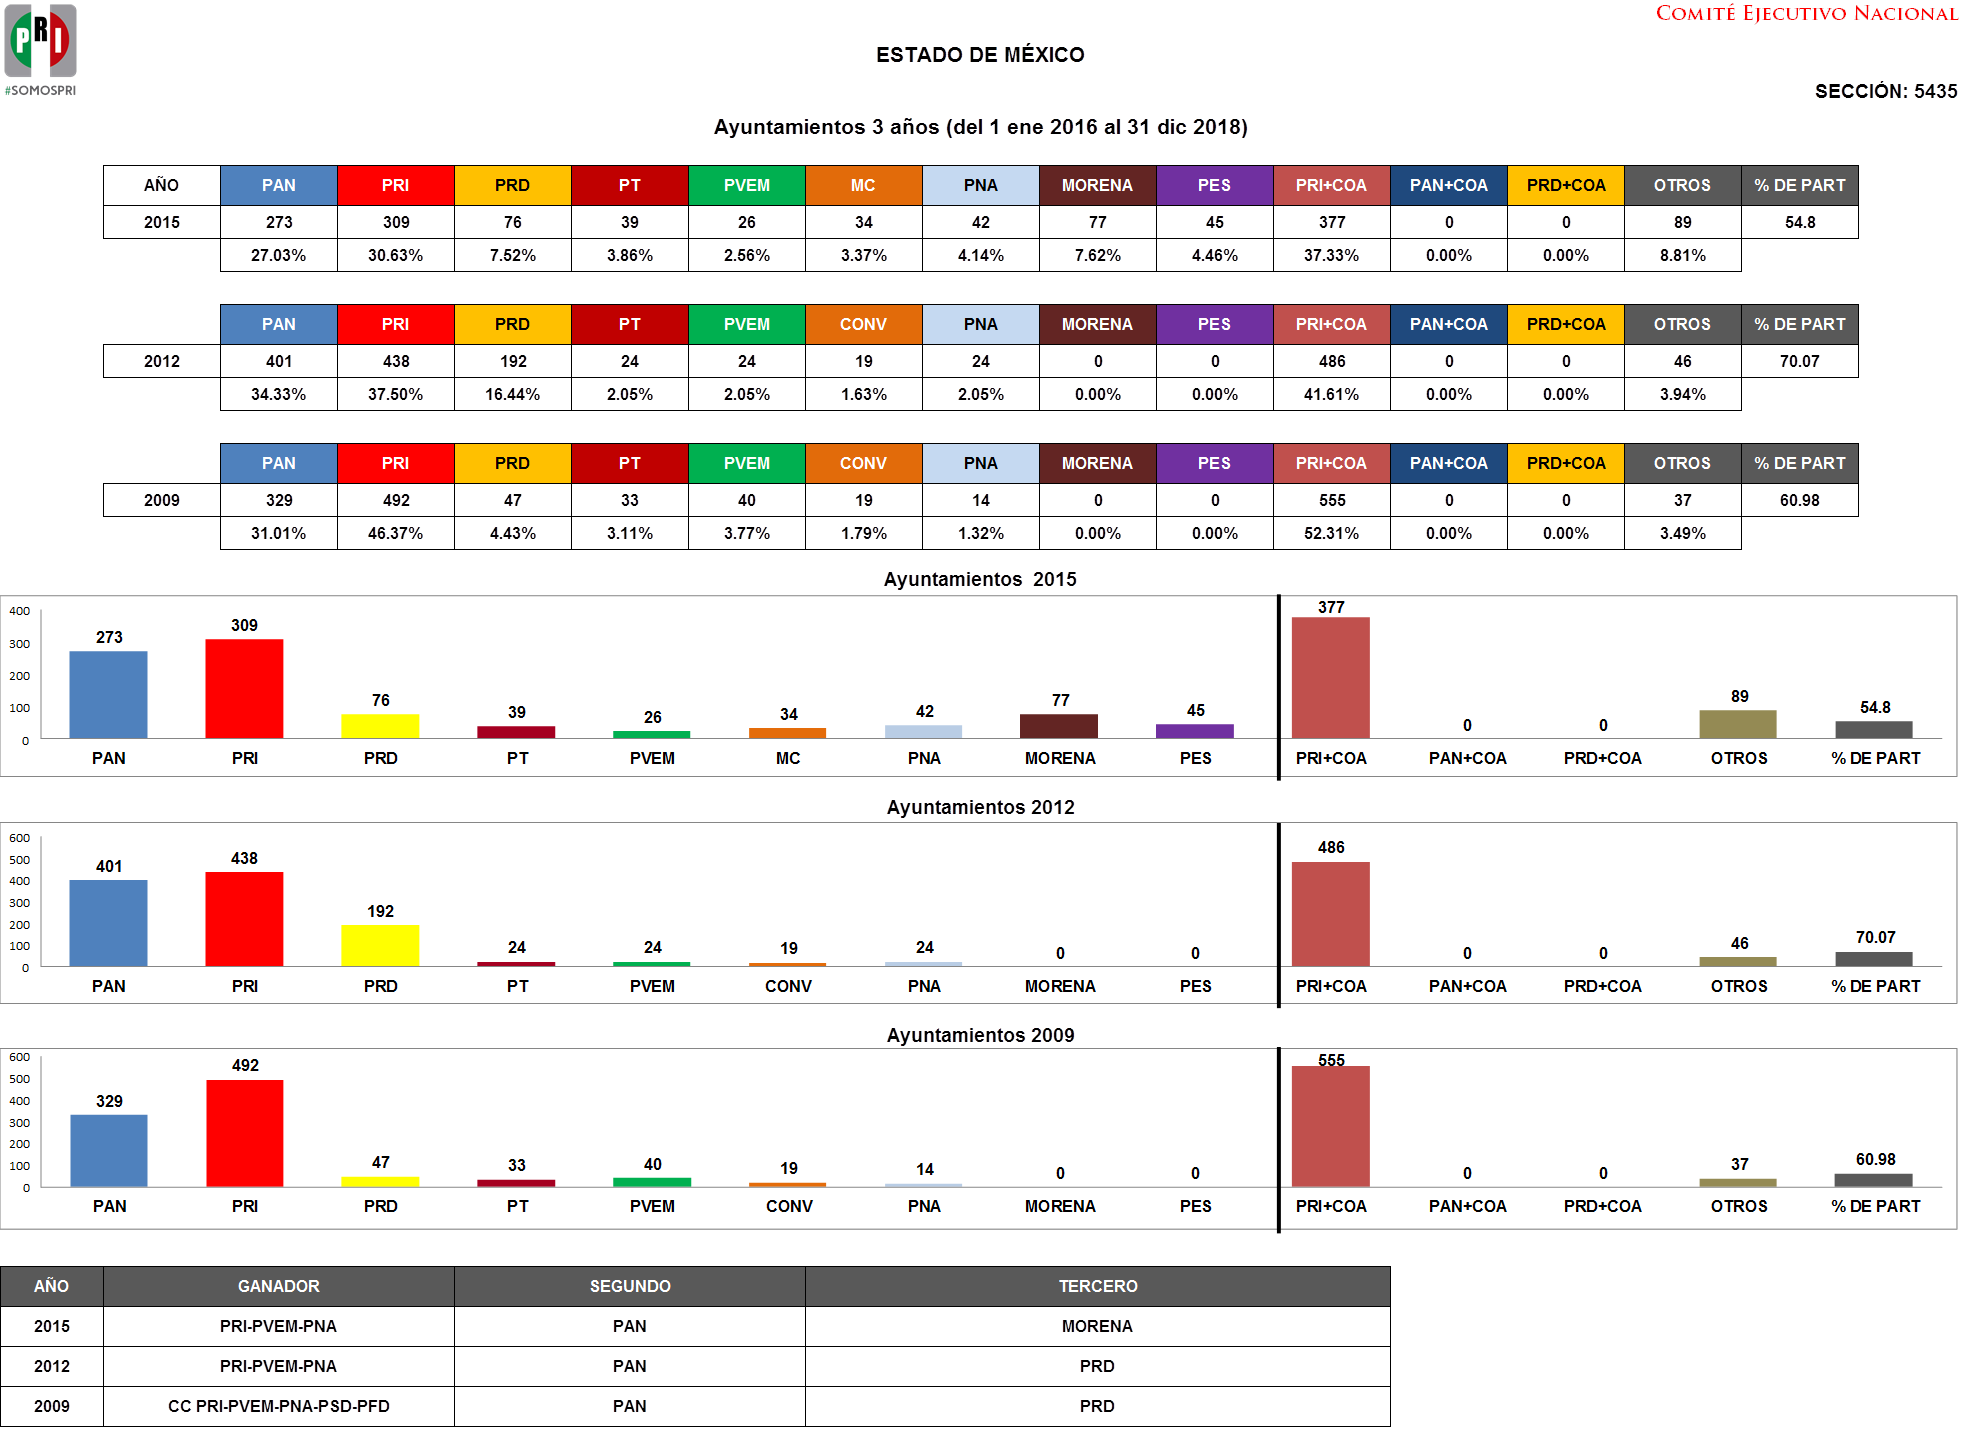 PRI
#SOMOSPRI
COMITÉ EJECUTIVO NACIONAL
ESTADO DE MÉXICO
SECCIÓN: 5435
Ayuntamientos 3 años (del 1 ene 2016 al 31 dic 2018)
AÑO PAN PRI PRD PT PVEM MC PNA MORENA PES PRI+COA PAN+COA PRD+COA OTROS % DE PART
2015 273 309 76 39 26 34 42 77 45 377 0 0 89 54.8
27.03% 30.63% 7.52% 3.86% 2.56% 3.37% 4.14% 7.62% 4.46% 37.33% 0.00% 0.00% 8.81%
PAN PRI PRD PT PVEM CONV PNA MORENA PES PRI+COA PAN+COA PRD+COA OTROS % DE PART
2012 401 438 192 24 24 19 24 0 0 486 0 0 46 70.07
34.33% 37.50% 16.44% 2.05% 2.05% 1.63% 2.05% 0.00% 0.00% 41.61% 0.00% 0.00% 3.94%
PAN PRI PRD PT PVEM CONV PNA MORENA PES PRI+COA PAN+COA PRD+COA OTROS % DE PART
2009 329 492 47 33 40 19 14 0 0 555 0 0 37 60.98
31.01% 46.37% 4.43% 3.11% 3.77% 1.79% 1.32% 0.00% 0.00% 52.31% 0.00% 0.00% 3.49%
Ayuntamientos 2015
400
300
200
100
0
273 309 76 39 26 34 42 77 45 377 0 0 89 54.8
PAN PRI PRD PT PVEM MC PNA MORENA PES PRI+COA PAN+COA PRD+COA OTROS % DE PART
Ayuntamientos 2012
600
500
400
300
200
100
0
401 438 192 24 24 19 24 0 0 486 0 0 46 70.07
PAN PRI PRD PT PVEM CONV PNA MORENA PES PRI+COA PAN+COA PRD+COA OTROS % DE PART
Ayuntamientos 2009
600
500
400
300
200
100
0
329 492 47 33 40 19 14 0 0 555 0 0 37 60.98
PAN PRI PRD PT PVEM CONV PNA MORENA PES PRI+COA PAN+COA PRD+COA OTROS % DE PART
AÑO GANADOR SEGUNDO TERCERO
2015 PRI-PVEM-PNA PAN MORENA
2012 PRI-PVEM-PNA PAN PRD
2009 CC PRI-PVEM-PNA-PSD-PFD PAN PRD